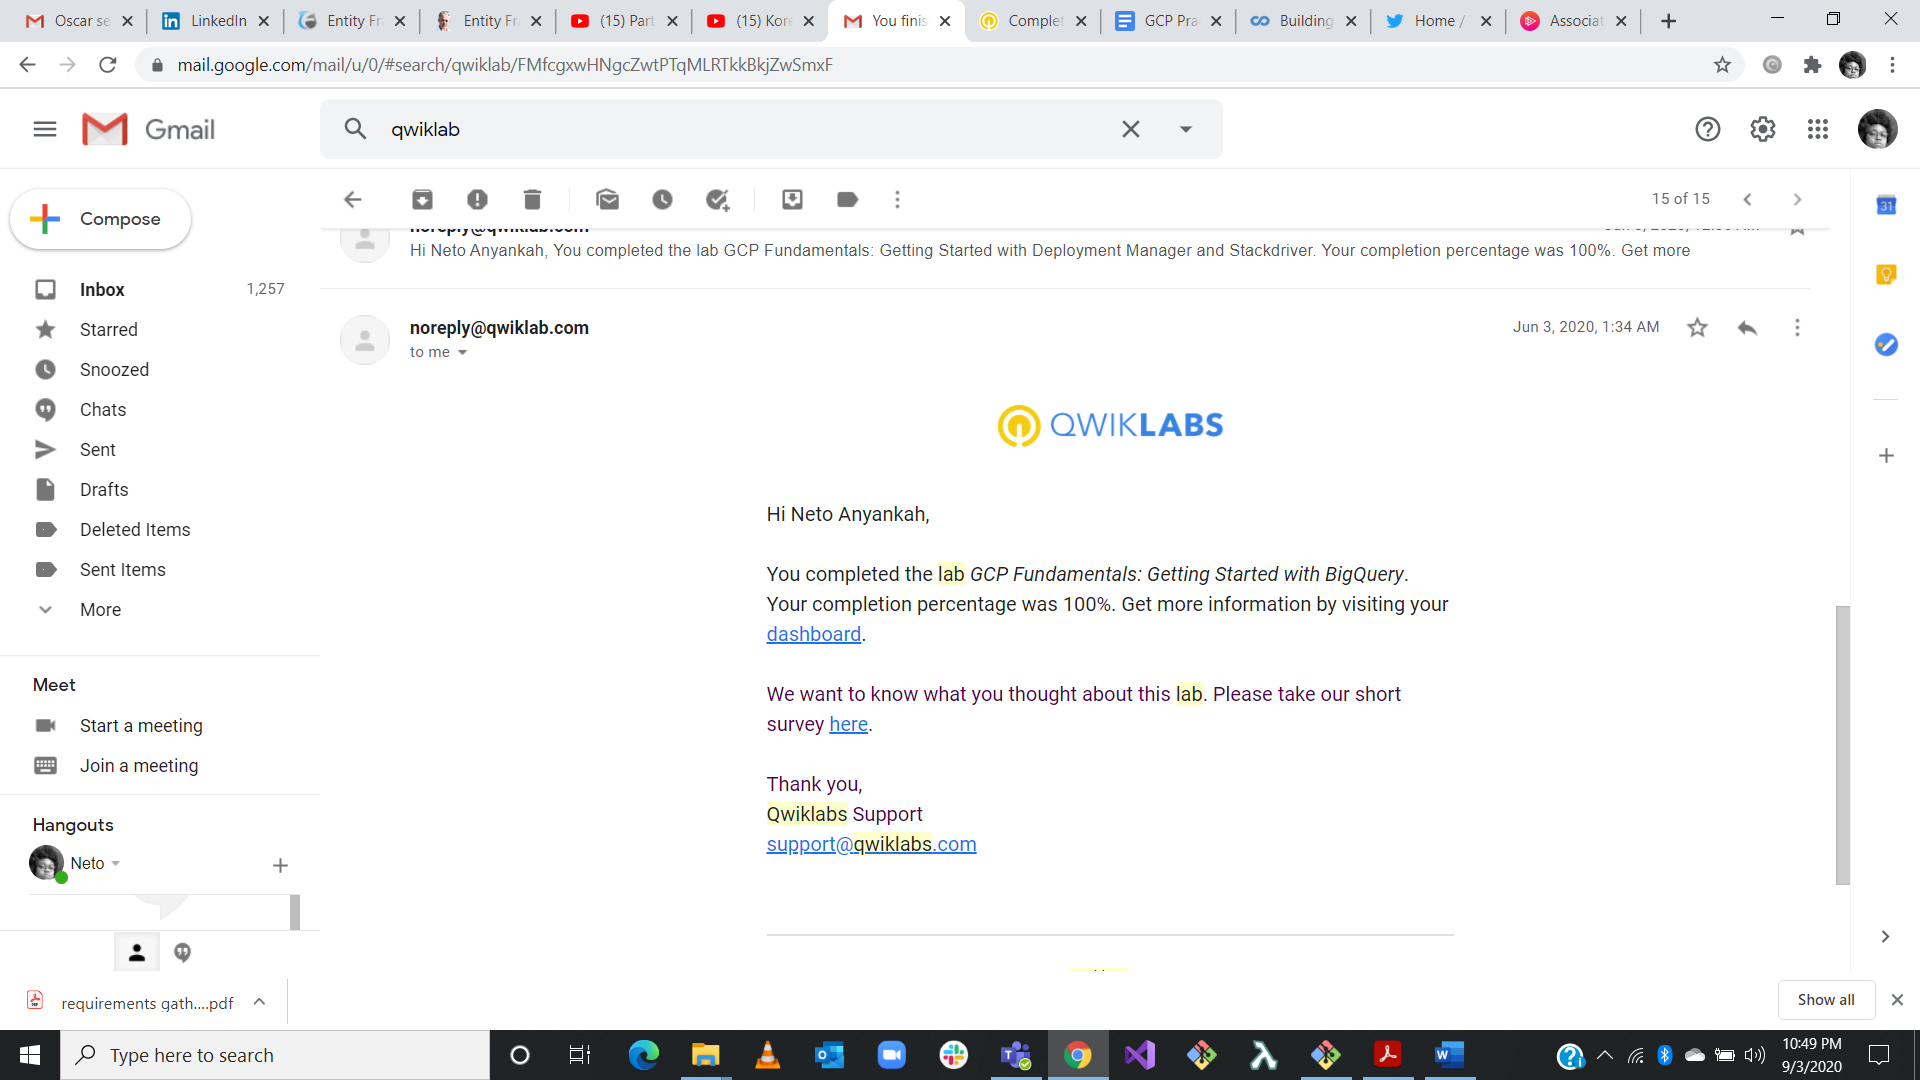 Oscar se
LinkedIn
Entity Fr
Entity Fr
(15) Part
(15) Kore
You finis
Complet
GCP Prac
Building
Home /
Associat
mail.google.com/mail/u/0/#search/qwiklab/FMfcgxwHNgcZwtPTqMLRTkkBkjZwSmxF
Gmail
qwiklab
Compose
15 of 15
31
noreply@qwiklab.com
Hi Neto Anyankah, You completed the lab GCP Fundamentals: Getting Started with Deployment Manager and Stackdriver. Your completion percentage was 100%. Get more
Inbox 1,257
Starred
Snoozed
Chats
Sent
Drafts
Deleted Items
Sent Items
More
Meet
Start a meeting
Join a meeting
Hangouts
Neto
noreply@qwiklab.com
Jun 3, 2020, 1:34 AM
to me
QWIKLABS
Hi Neto Anyankah,
You completed the lab GCP Fundamentals: Getting Started with BigQuery.
Your completion percentage was 100%. Get more information by visiting your
dashboard.
We want to know what you thought about this lab. Please take our short
survey here.
Thank you,
Qwiklabs Support
support@qwiklabs.com
requirements gath....pdf
Show all
Type here to search
10:49 PM
9/3/2020